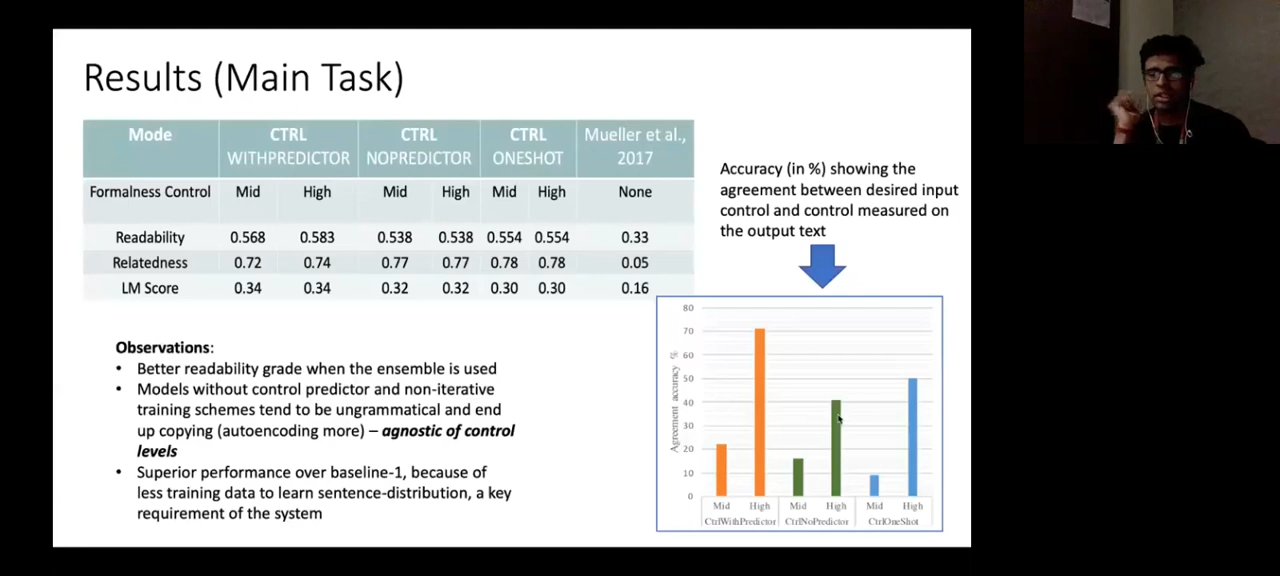 Results (Main Task)
Mode CTRL WITHPREDICTOR CTRL NOPREDICTOR CTRL ONESHOT Mueller et al., 2017
Formalness Control Mid High Mid High Mid High None
Readability 0.568 0.583 0.538 0.538 0.554 0.554 0.33
Relatedness 0.72 0.74 0.77 0.77 0.78 0.78 0.05
LM Score 0.34 0.34 0.32 0.32 0.30 0.30 0.16
Observations:
• Better readability grade when the ensemble is used
• Models without control predictor and non-iterative
training schemes tend to be ungrammatical and end
up copying (autoencoding more) – agnostic of control
levels
• Superior performance over baseline-1, because of
less training data to learn sentence-distribution, a key
requirement of the system
Accuracy (in %) showing the
agreement between desired input
control and control measured on
the output text
Agreement accuracy %
80
70
60
50
40
30
20
10
0
Mid High Mid High Mid High
CtrlWithPredictor CtrlNoPredictor CtrlOneShot